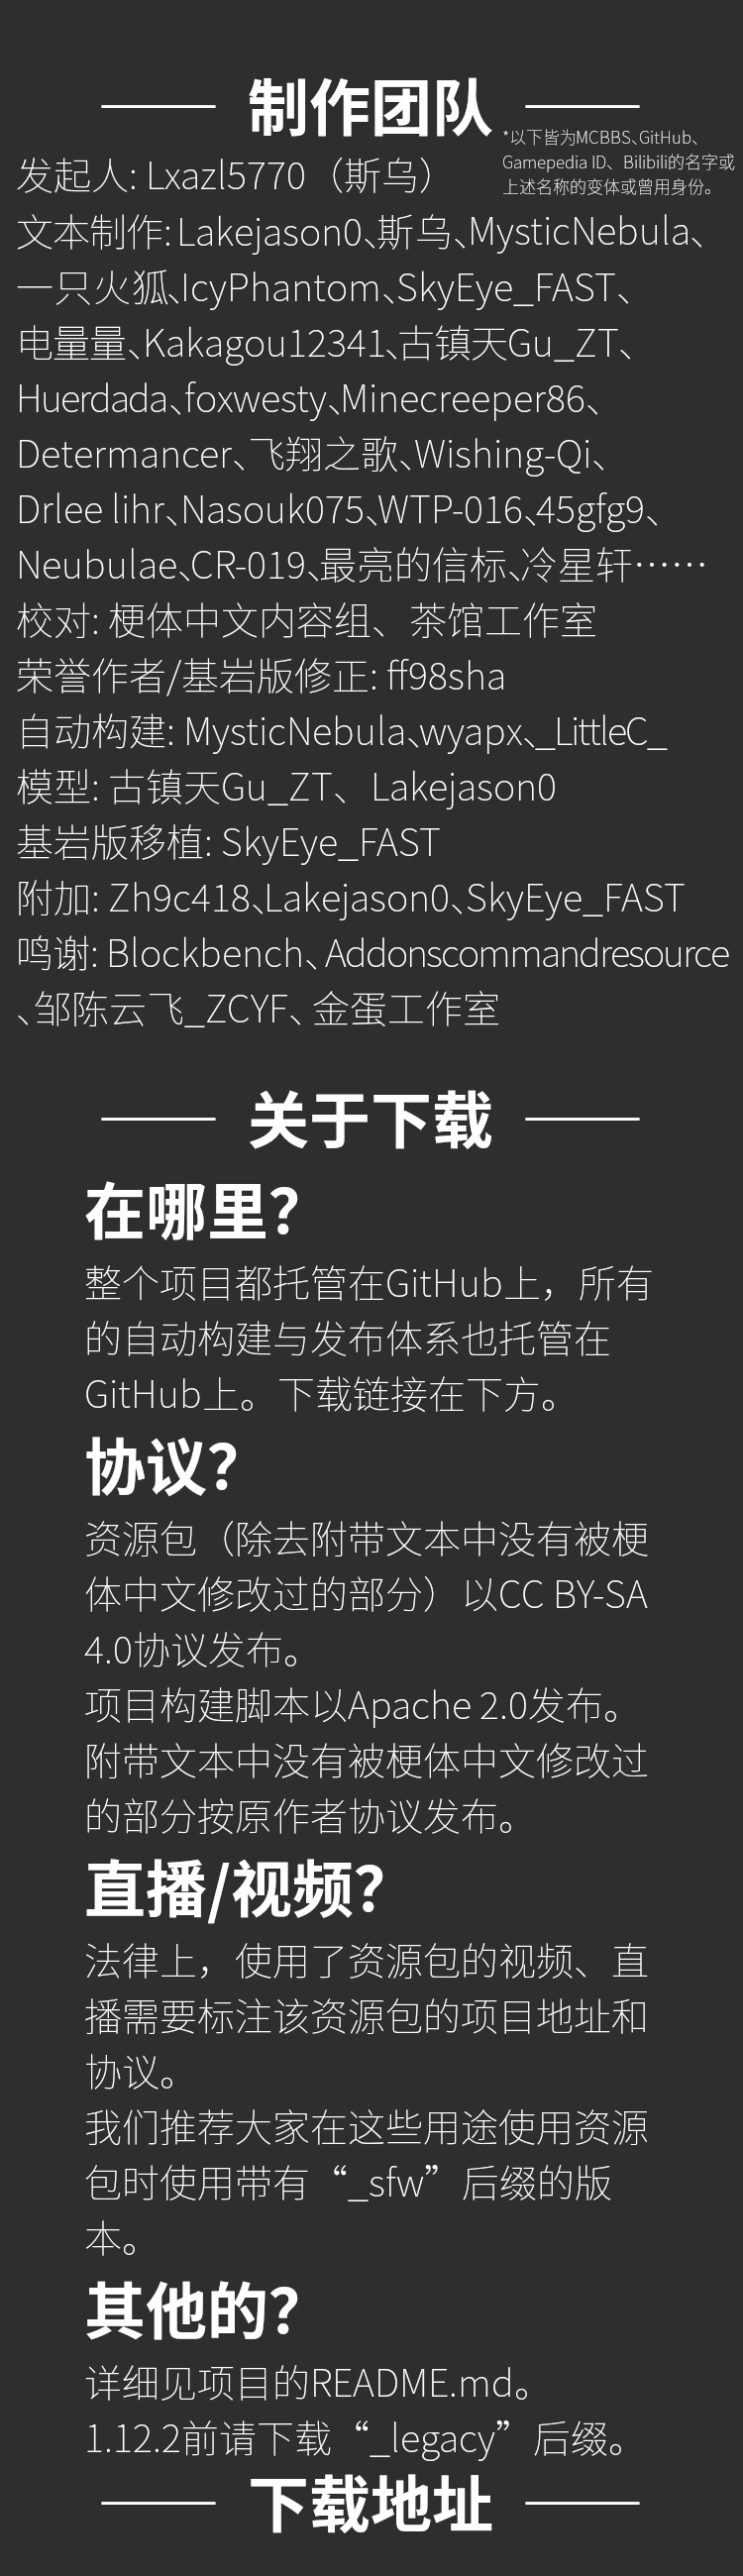 制作团队
*以下皆为MCBBS、GitHub、
Gamepedia ID、Bilibili的名字或
上述名称的变体或曾用身份。
发起人: Lxazl5770（斯乌）
文本制作: Lakejason0、斯乌、MysticNebula、
一只火狐、IcyPhantom、SkyEye_FAST、
电量量、Kakagou12341、古镇天Gu_ZT、
Huerdada、foxwesty、Minecreeper86、
Determancer、飞翔之歌、Wishing-Qi、
Drlee lihr、Nasouk075、WTP-016、45gfg9、
Neubulae、CR-019、最亮的信标、冷星轩……
校对: 梗体中文内容组、茶馆工作室
荣誉作者/基岩版修正: ff98sha
自动构建: MysticNebula、wyapx、_LittleC_
模型: 古镇天Gu_ZT、Lakejason0
基岩版移植: SkyEye_FAST
附加: Zh9c418、Lakejason0、SkyEye_FAST
鸣谢: Blockbench、Addonscommandresource
、邹陈云飞_ZCYF、金蛋工作室
关于下载
在哪里？
整个项目都托管在GitHub上，所有
的自动构建与发布体系也托管在
GitHub上。下载链接在下方。
协议？
资源包（除去附带文本中没有被梗
体中文修改过的部分）以CC BY-SA
4.0协议发布。
项目构建脚本以Apache 2.0发布。
附带文本中没有被梗体中文修改过
的部分按原作者协议发布。
直播/视频？
法律上，使用了资源包的视频、直
播需要标注该资源包的项目地址和
协议。
我们推荐大家在这些用途使用资源
包时使用带有“_sfw”后缀的版
本。
其他的？
详细见项目的README.md。
1.12.2前请下载“_legacy”后缀。
下载地址